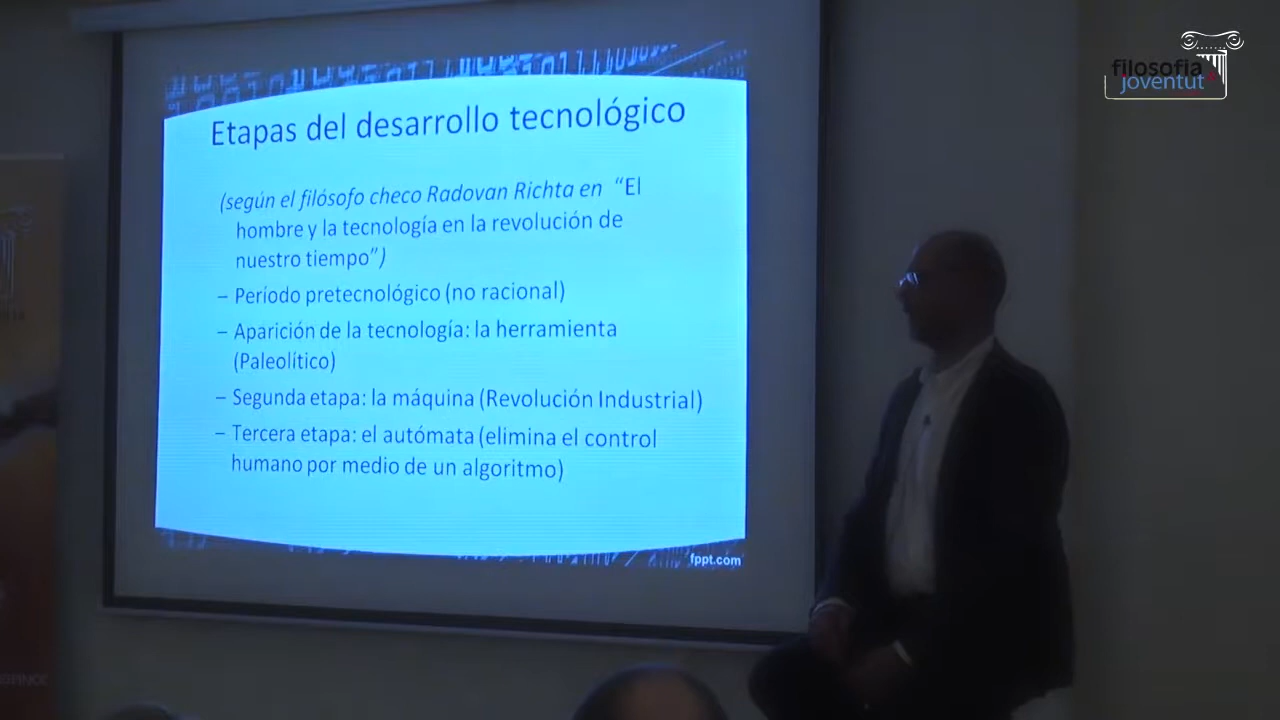 filosofia
joventut
Etapas del desarrollo tecnológico
(según el filósofo checo Radovan Richta en “El
hombre y la tecnología en la revolución de
nuestro tiempo”)
– Período pretecnológico (no racional)
– Aparición de la tecnología: la herramienta
(Paleolítico)
– Segunda etapa: la máquina (Revolución Industrial)
– Tercera etapa: el autómata (elimina el control
humano por medio de un algoritmo)
fppt.com